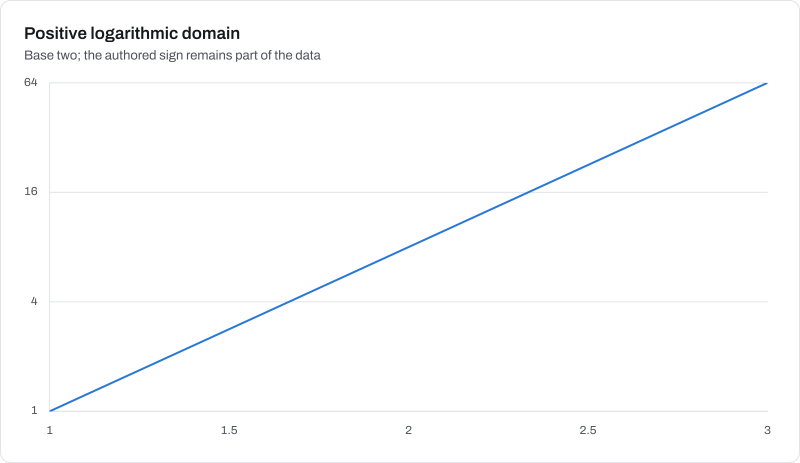 Positive logarithmic domain
Base two; the authored sign remains part of the data
64
16
4
1
1 1.5 2 2.5 3